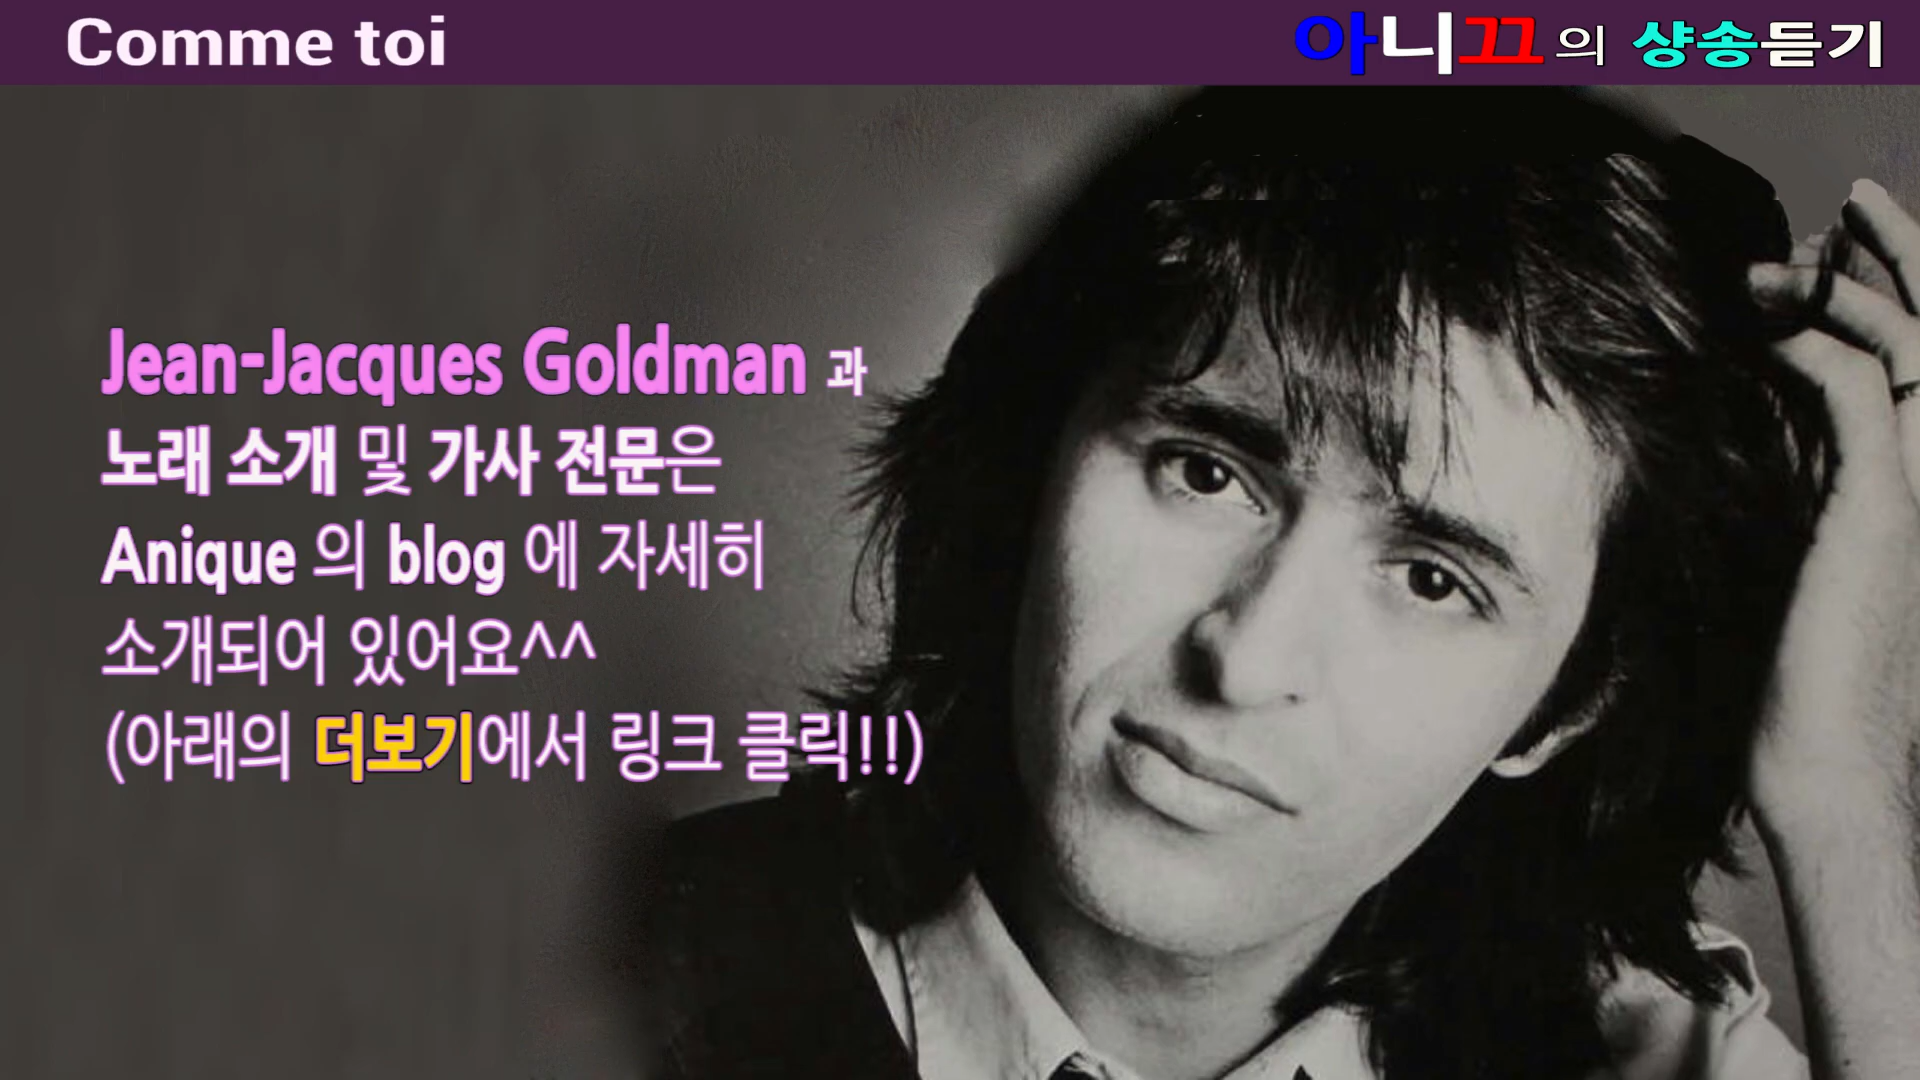 Comme toi
아니끄의 샹송듣기
Jean-Jacques Goldman 과
노래 소개 및 가사 전문은
Anique 의 blog 에 자세히
소개되어 있어요^^
(아래의 더보기에서 링크 클릭!!)